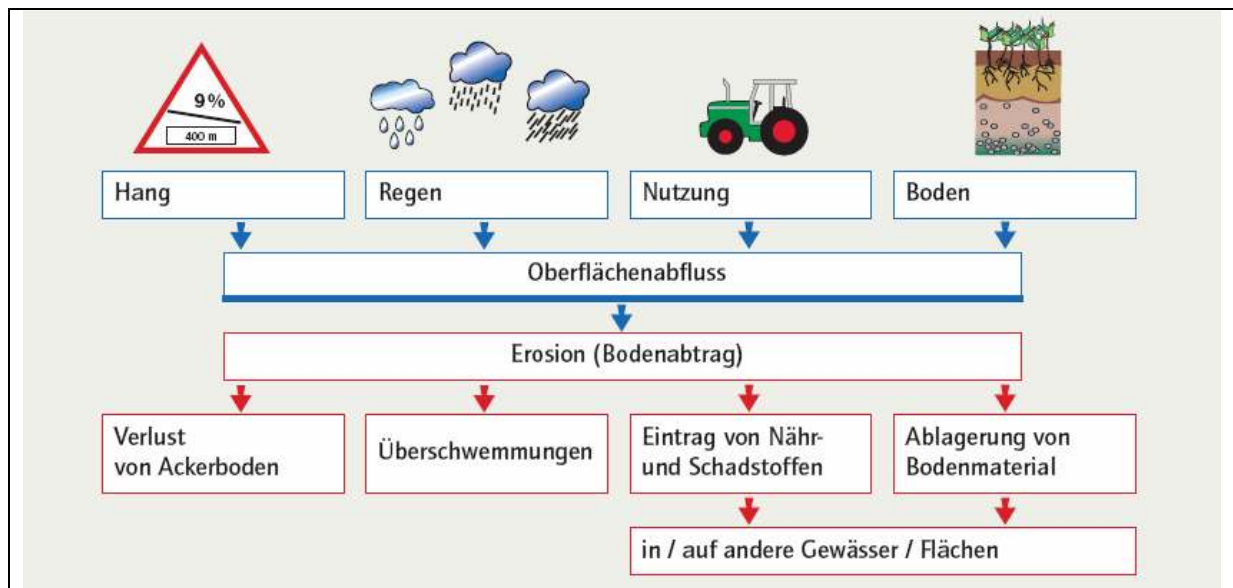 9 %
400 m
Hang
Regen
Nutzung
Boden
Oberflächenabfluss
Erosion (Bodenabtrag)
Verlust
von Ackerboden
Überschwemmungen
Eintrag von Nähr-
und Schadstoffen
Ablagerung von
Bodenmaterial
in / auf andere Gewässer / Flächen